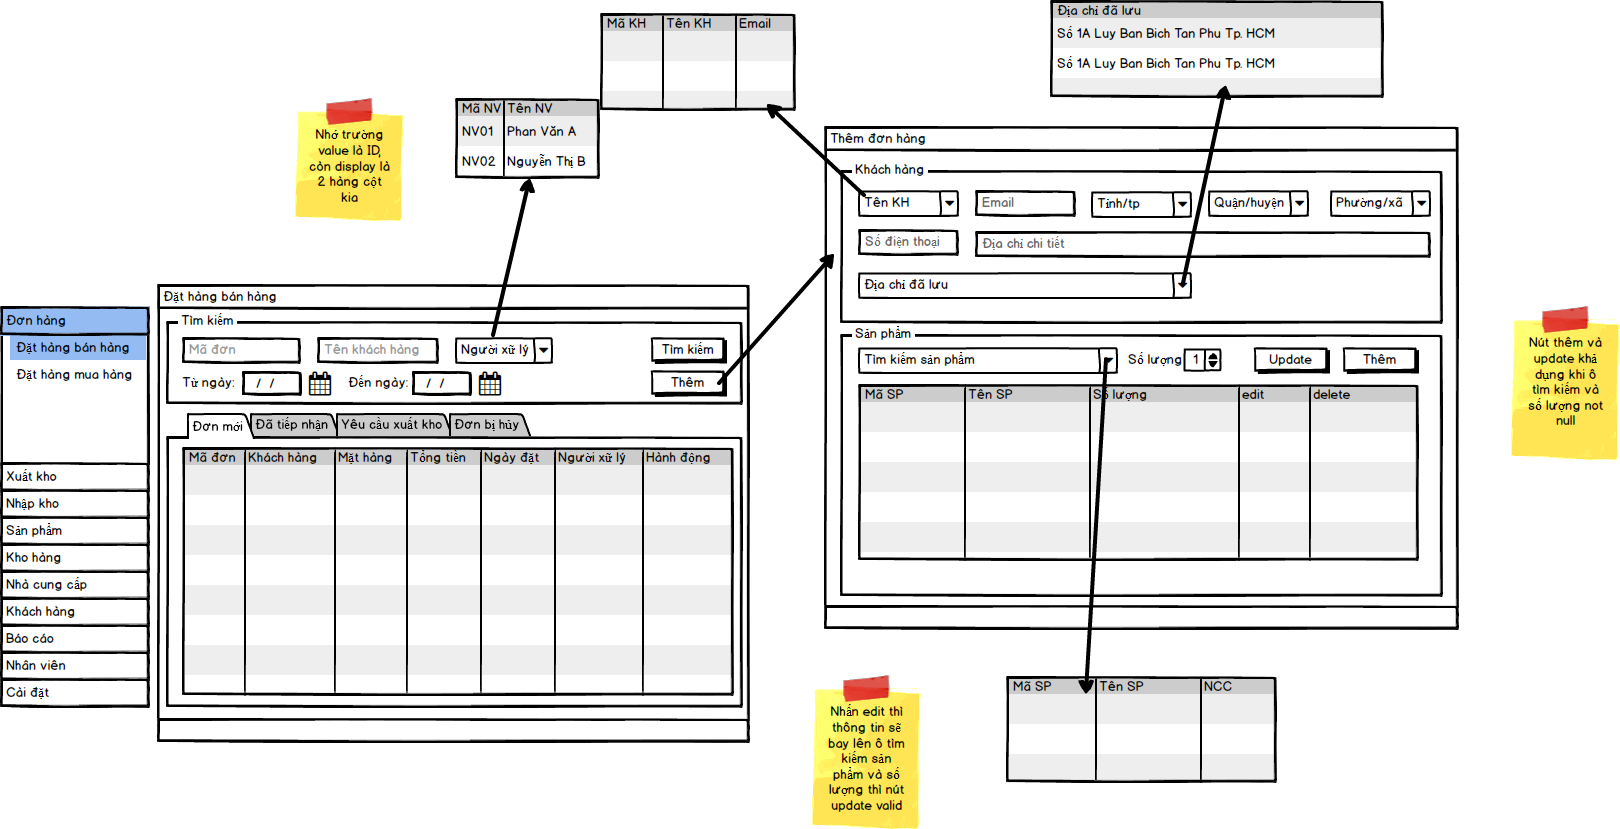 Mã KH Tên KH Email
Địa chỉ đã lưu
Số 1A Luy Ban Bich Tan Phu Tp. HCM
Số 1A Luy Ban Bich Tan Phu Tp. HCM
Mã NV Tên NV
NV01 Phan Văn A
NV02 Nguyễn Thị B
Nhớ trường
value là ID,
còn display là
2 hàng cột
kia
Thêm đơn hàng
Khách hàng
Tên KH Email Tỉnh/tp Quận/huyện Phường/xã
Số điện thoại Địa chỉ chi tiết
Địa chỉ đã lưu
Sản phẩm
Tìm kiếm sản phẩm Số lượng 1 Update Thêm
Mã SP Tên SP Số lượng edit delete
Nút thêm và
update khả
dụng khi ô
tìm kiếm và
số lượng not
null
Đơn hàng
Đặt hàng bán hàng
Đặt hàng mua hàng
Xuất kho
Nhập kho
Sản phẩm
Kho hàng
Nhà cung cấp
Khách hàng
Báo cáo
Nhân viên
Cài đặt
Đặt hàng bán hàng
Tìm kiếm
Mã đơn Tên khách hàng Người xữ lý Tìm kiếm
Từ ngày: / / Đến ngày: / / Thêm
Đơn mới Đã tiếp nhận Yêu cầu xuất kho Đơn bị hủy
Mã đơn Khách hàng Mặt hàng Tổng tiền Ngày đặt Người xữ lý Hành động
Nhấn edit thì
thông tin sẽ
bay lên ô tìm
kiếm sản
phẩm và số
lượng thì nút
update valid
Mã SP Tên SP NCC